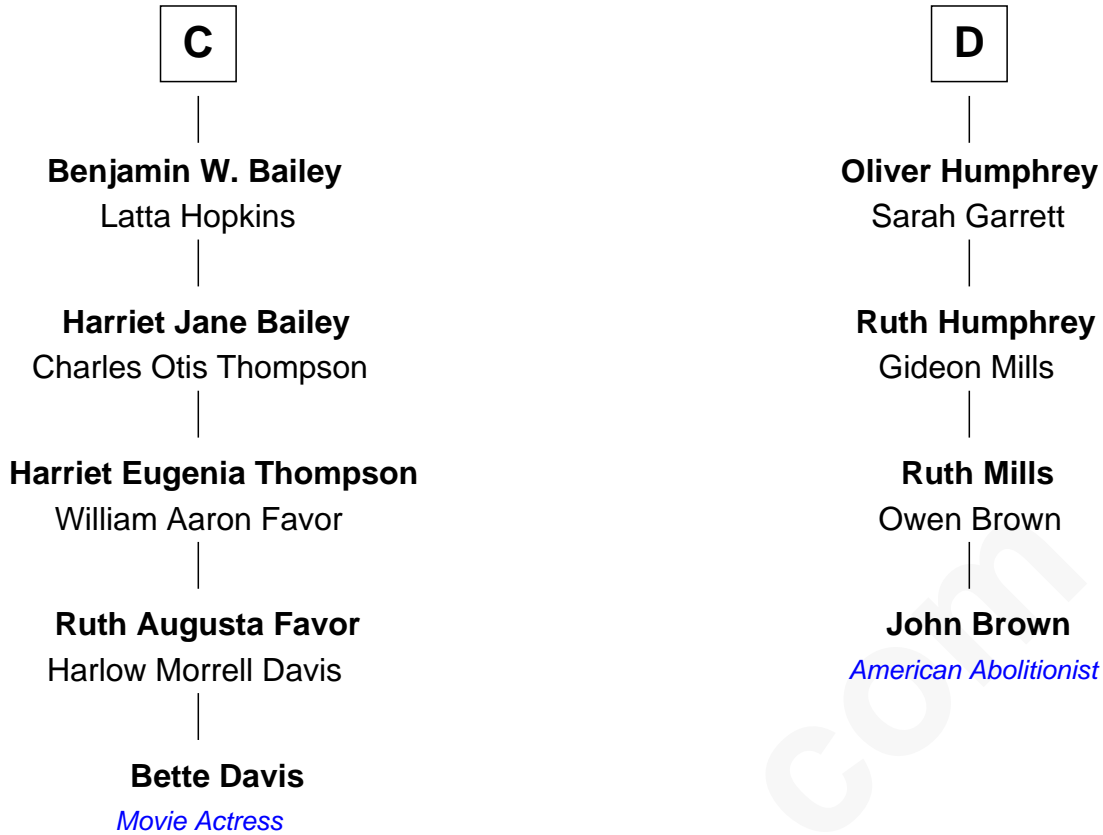 C
Benjamin W. Bailey
Latta Hopkins
Harriet Jane Bailey
Charles Otis Thompson
Harriet Eugenia Thompson
William Aaron Favor
Ruth Augusta Favor
Harlow Morrell Davis
Bette Davis
Movie Actress
D
Oliver Humphrey
Sarah Garrett
Ruth Humphrey
Gideon Mills
Ruth Mills
Owen Brown
John Brown
American Abolitionist
com